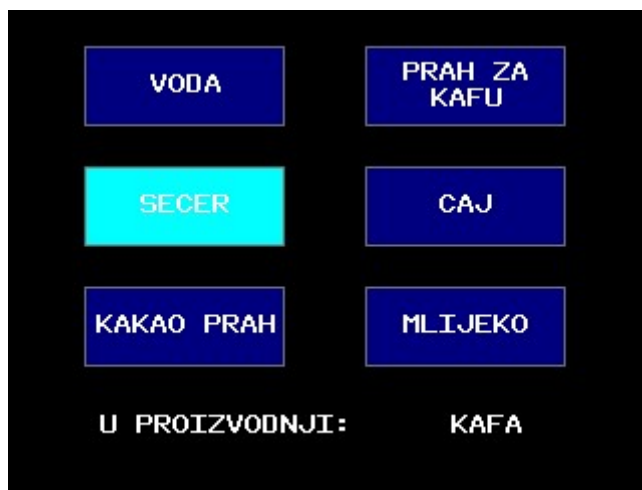 VODA
PRAH ZA
KAFU
SECER
CAJ
KAKAO PRAH
MLIJEKO
U PROIZVODNJI: KAFA